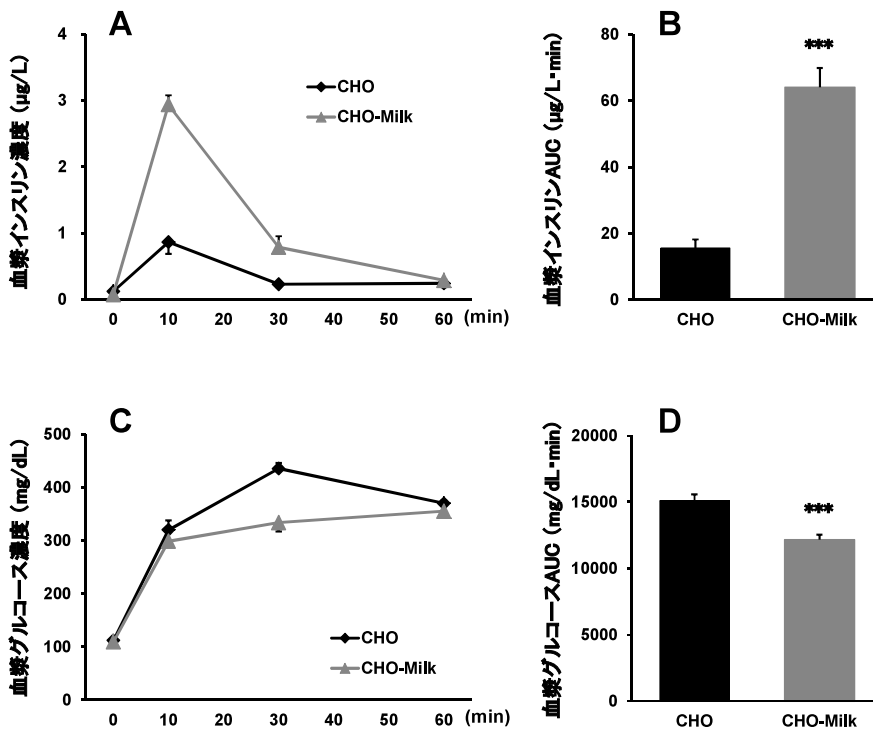 A
血漿インスリン濃度 (μg/L)
4
3
2
1
0
CHO
CHO-Milk
0 10 20 30 40 50 60 (min)
B
血漿インスリンAUC (μg/L・min)
80
60
40
20
0
***
CHO CHO-Milk
C
血漿グルコース濃度 (mg/dL)
500
400
300
200
100
0
CHO
CHO-Milk
0 10 20 30 40 50 60 (min)
D
血漿グルコースAUC (mg/dL・min)
20000
15000
10000
5000
0
***
CHO CHO-Milk